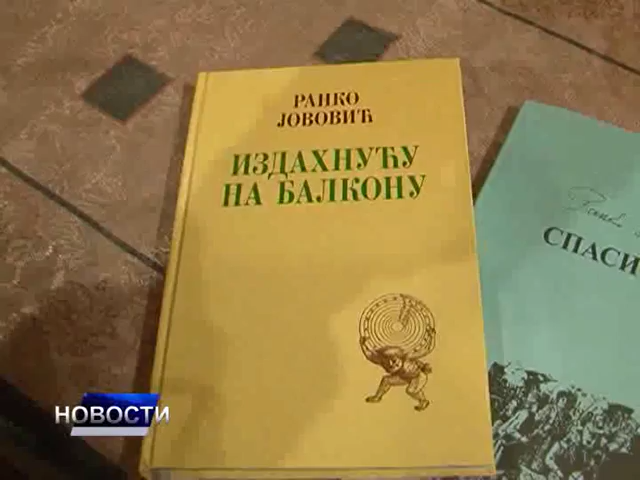 РАНКО
ЈОВОВИЋ
ИЗДАХНУЋУ
НА БАЛКОНУ
СПАСИ
НОВОСТИ